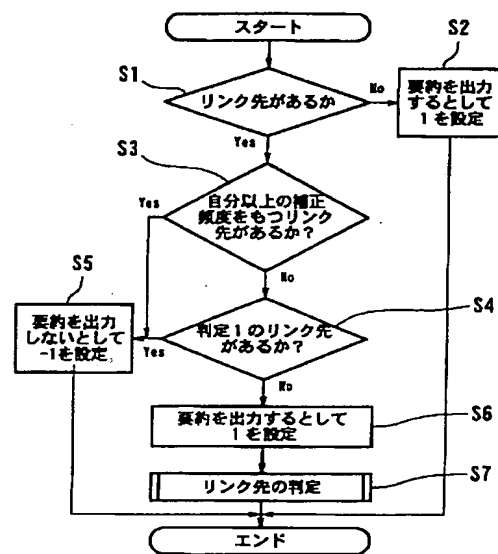 スタート
S1
S2
リンク先があるか
No
要約を出力
するとして
1を設定
Yes
S3
自分以上の補正
頻度をもつリンク
先があるか?
Yes
No
S5
S4
要約を出力
しないとして
-1を設定
判定1のリンク先
があるか?
Yes
No
要約を出力するとして
1を設定
S6
リンク先の判定
S7
エンド